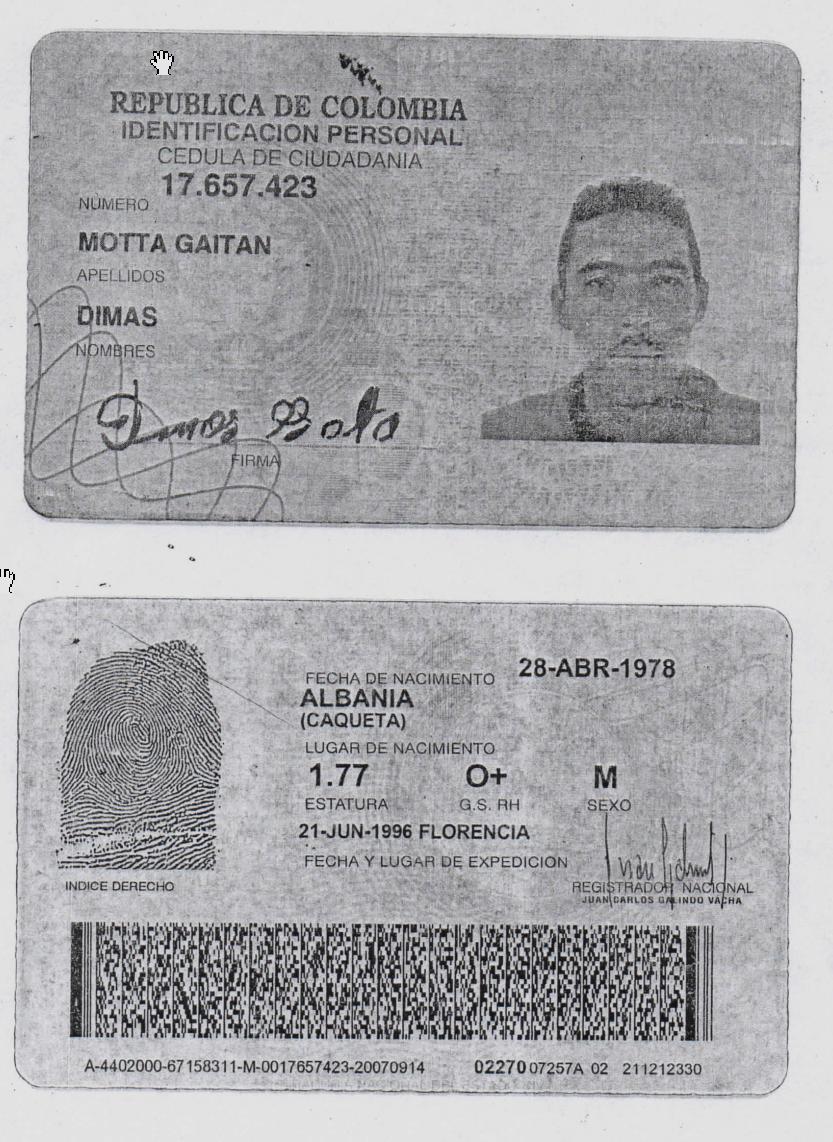 REPUBLICA DE COLOMBIA
IDENTIFICACION PERSONAL
CEDULA DE CIUDADANIA
NUMERO 17.657.423
MOTTA GAITAN
APELLIDOS
DIMAS
NOMBRES
Dimas
FIRMA
FECHA DE NACIMIENTO 28-ABR-1978
ALBANIA
(CAQUETA)
LUGAR DE NACIMIENTO
1.77 O+ M
ESTATURA G.S. RH SEXO
21-JUN-1996 FLORENCIA
FECHA Y LUGAR DE EXPEDICION
INDICE DERECHO
REGISTRADOR NACIONAL
JUAN CARLOS GALINDO VACHA
A-4402000-67158311-M-0017657423-20070914 02270 07257A 02 211212330